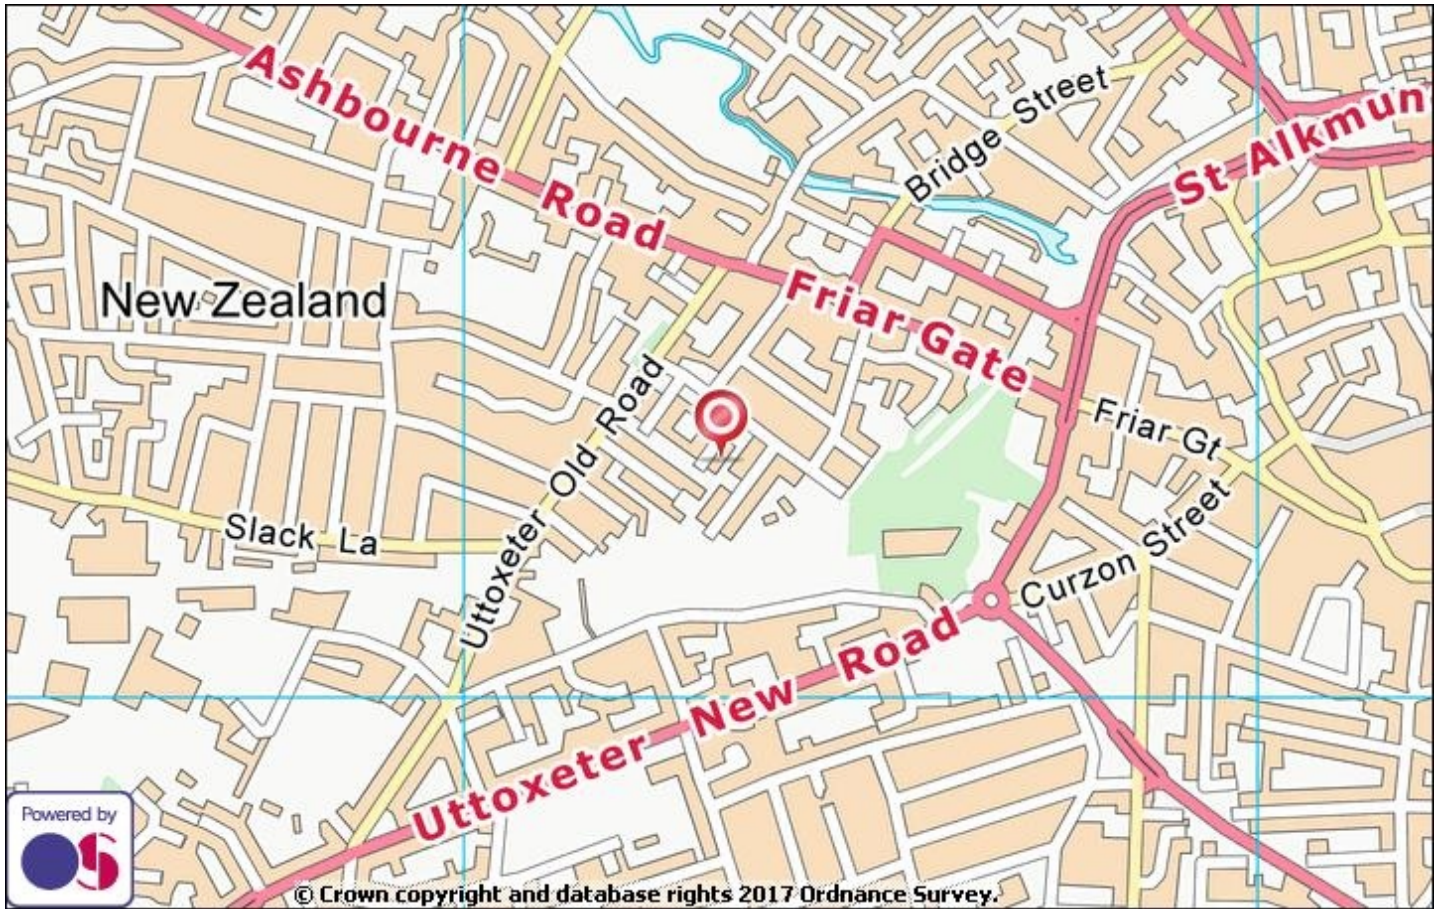 Ashbourne Road
Bridge Street
St Alkmun
New Zealand
Friar Gate
Uttoxeter Old Road
Friar Gt
Slack La
Curzon Street
Uttoxeter New Road
Powered by
OS
© Crown copyright and database rights 2017 Ordnance Survey.